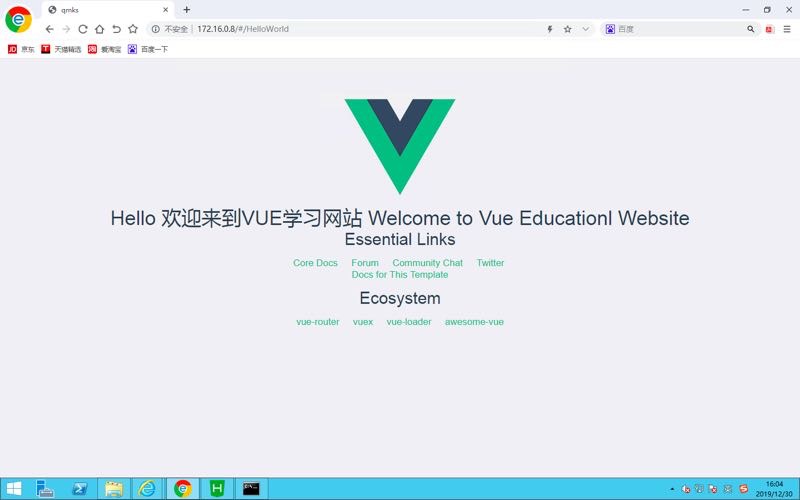 qmks
不安全 172.16.0.8/#/HelloWorld
百度
京东 天猫精选 爱淘宝 百度一下
Hello 欢迎来到VUE学习网站 Welcome to Vue Educationl Website
Essential Links
Core Docs Forum Community Chat Twitter
Docs for This Template
Ecosystem
vue-router vuex vue-loader awesome-vue
16:04
2019/12/30